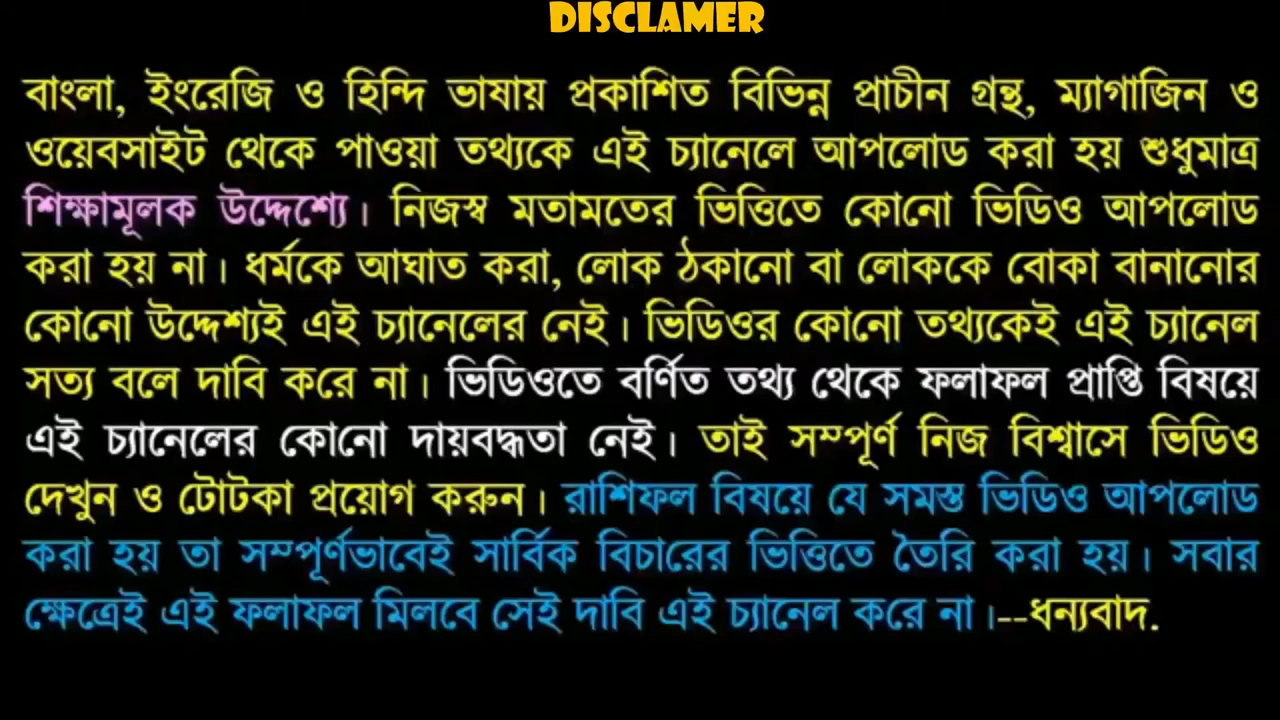 DISCLAMER
বাংলা, ইংরেজি ও হিন্দি ভাষায় প্রকাশিত বিভিন্ন প্রাচীন গ্রন্থ, ম্যাগাজিন ও
ওয়েবসাইট থেকে পাওয়া তথ্যকে এই চ্যানেলে আপলোড করা হয় শুধুমাত্র
শিক্ষামূলক উদ্দেশ্যে। নিজস্ব মতামতের ভিত্তিতে কোনো ভিডিও আপলোড
করা হয় না। ধর্মকে আঘাত করা, লোক ঠকানো বা লোককে বোকা বানানোর
কোনো উদ্দেশ্যই এই চ্যানেলের নেই। ভিডিওর কোনো তথ্যকেই এই চ্যানেল
সত্য বলে দাবি করে না। ভিডিওতে বর্ণিত তথ্য থেকে ফলাফল প্রাপ্তি বিষয়ে
এই চ্যানেলের কোনো দায়বদ্ধতা নেই। তাই সম্পূর্ণ নিজ বিশ্বাসে ভিডিও
দেখুন ও টোটকা প্রয়োগ করুন। রাশিফল বিষয়ে যে সমস্ত ভিডিও আপলোড
করা হয় তা সম্পূর্ণভাবেই সার্বিক বিচারের ভিত্তিতে তৈরি করা হয়। সবার
ক্ষেত্রেই এই ফলাফল মিলবে সেই দাবি এই চ্যানেল করে না।--ধন্যবাদ.